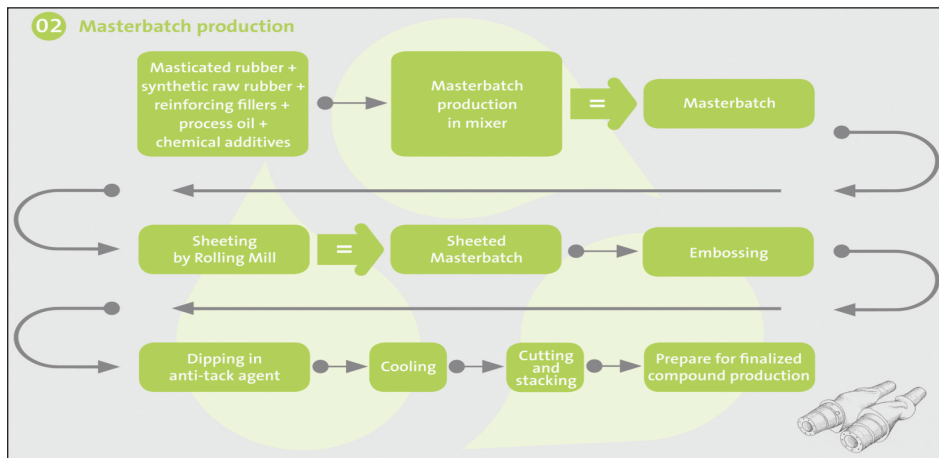 02 Masterbatch production
Masticated rubber +
synthetic raw rubber +
reinforcing fillers +
process oil +
chemical additives
Masterbatch
production
in mixer
=
Masterbatch
Sheeting
by Rolling Mill
=
Sheeted
Masterbatch
Embossing
Dipping in
anti-tack agent
Cooling
Cutting
and
stacking
Prepare for finalized
compound production